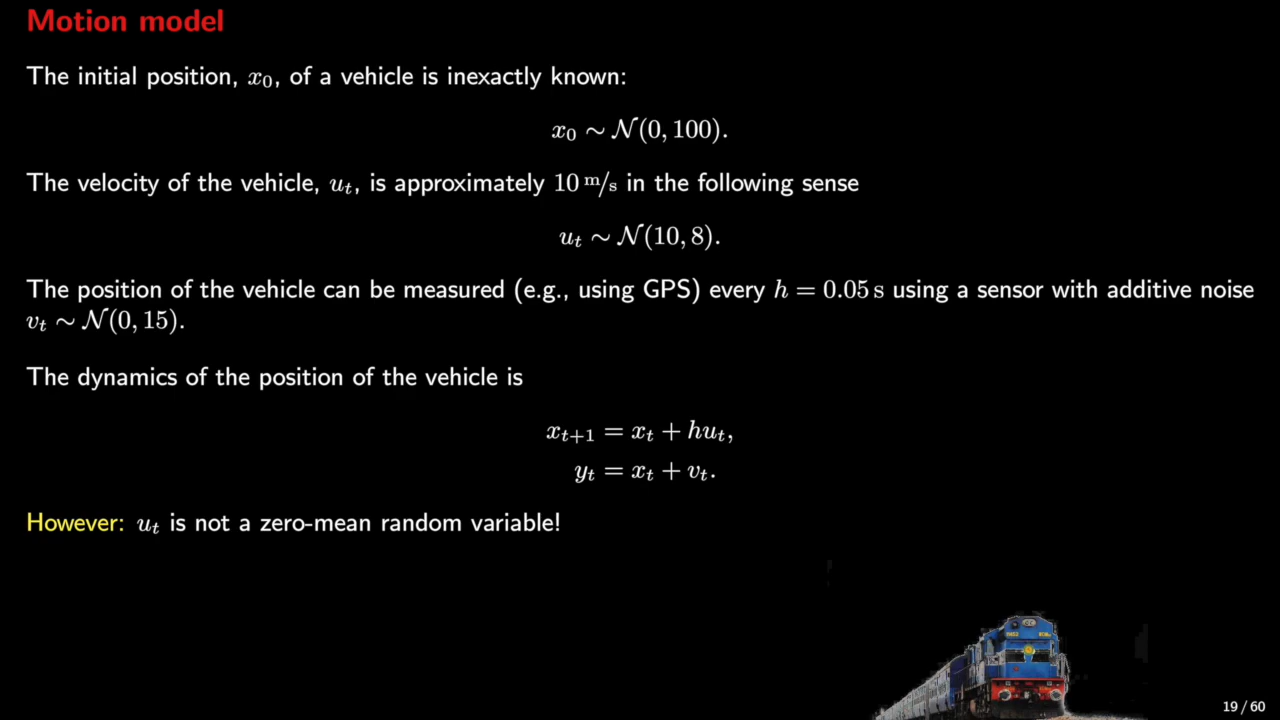 Motion model
The initial position, x₀, of a vehicle is inexactly known:
x₀ ∼ 𝒩(0, 100).
The velocity of the vehicle, uₜ, is approximately 10 m/s in the following sense
uₜ ∼ 𝒩(10, 8).
The position of the vehicle can be measured (e.g., using GPS) every h = 0.05 s using a sensor with additive noise
vₜ ∼ 𝒩(0, 15).
The dynamics of the position of the vehicle is
xₜ₊₁ = xₜ + huₜ,
yₜ = xₜ + vₜ.
However: uₜ is not a zero-mean random variable!
19 / 60